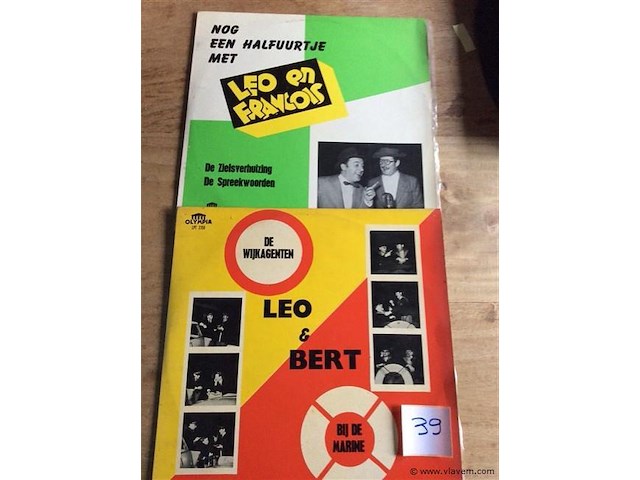 NOG
EEN HALFUURTJE
MET
LEO en
FRANCOIS
De Zielsverhuizing
De Spreekwoorden
OLYMPIA
DE
WIJKAGENTEN
LEO
&
BERT
BIJ DE
MARINE
39
© www.vlavem.com